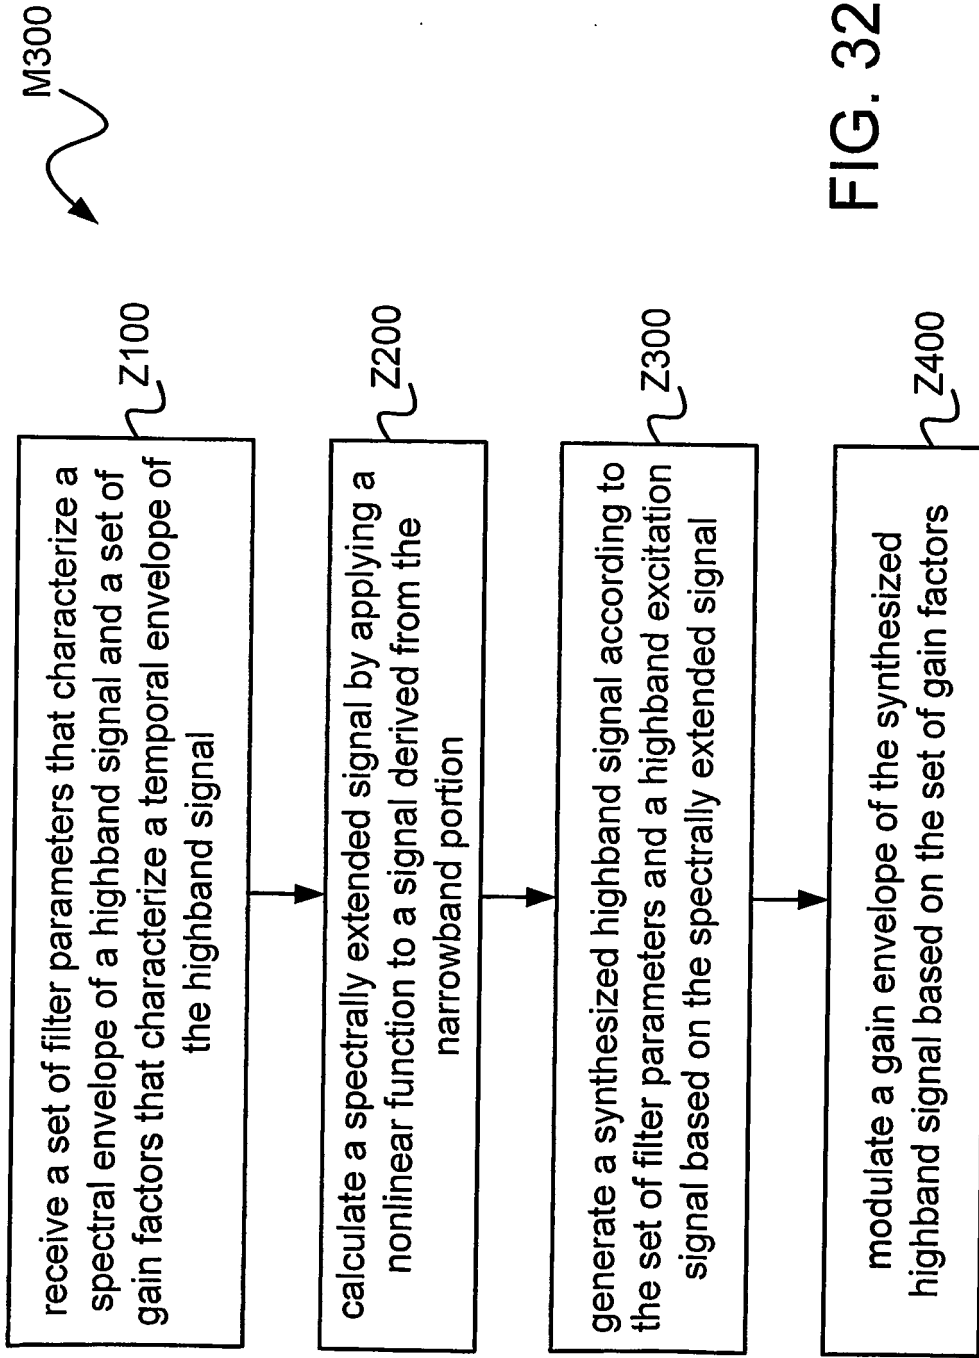 M300
receive a set of filter parameters that characterize a
spectral envelope of a highband signal and a set of
gain factors that characterize a temporal envelope of
the highband signal
Z100
calculate a spectrally extended signal by applying a
nonlinear function to a signal derived from the
narrowband portion
Z200
generate a synthesized highband signal according to
the set of filter parameters and a highband excitation
signal based on the spectrally extended signal
Z300
modulate a gain envelope of the synthesized
highband signal based on the set of gain factors
Z400
FIG. 32